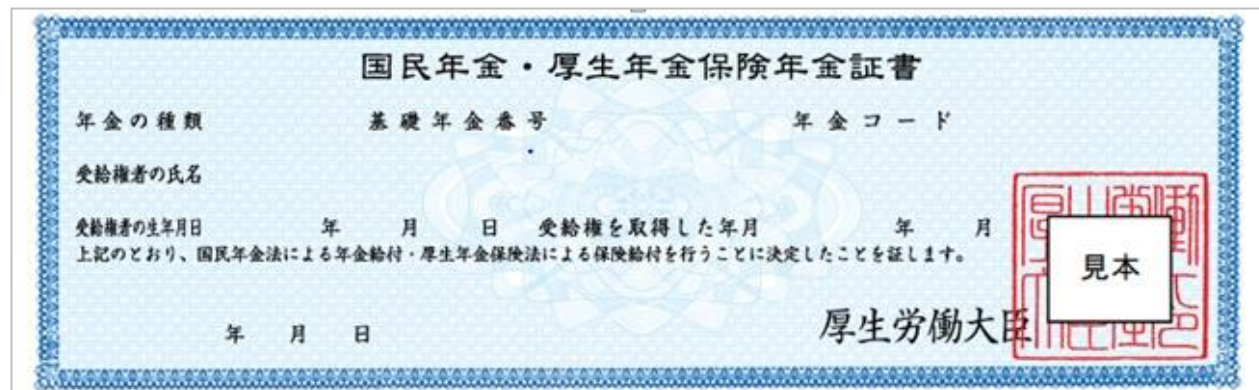 国民年金・厚生年金保険年金証書
年金の種類 基礎年金番号 年金コード
受給権者の氏名
受給権者の生年月日 年 月 日 受給権を取得した年月 年 月
上記のとおり、国民年金法による年金給付・厚生年金保険法による保険給付を行うことに決定したことを証します。
見本
年 月 日 厚生労働大臣